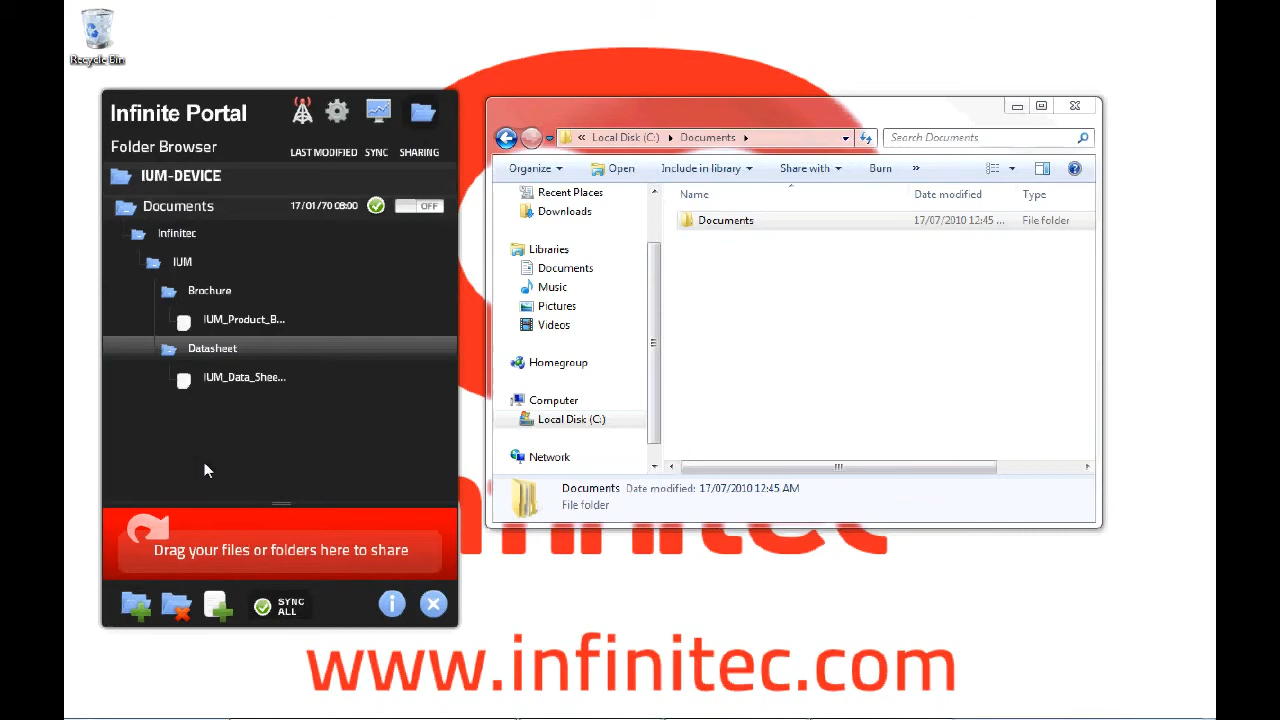 Recycle Bin
Infinite Portal
Folder Browser
LAST MODIFIED SYNC SHARING
IUM-DEVICE
Documents 17/01/70 08:00 OFF
Infinitec
IUM
Brochure
IUM_Product_B...
Datasheet
IUM_Data_Shee...
Drag your files or folders here to share
SYNC
ALL
« Local Disk (C:) Documents Search Documents
Organize Open Include in library Share with Burn »
Recent Places
Downloads
Libraries
Documents
Music
Pictures
Videos
Homegroup
Computer
Local Disk (C:)
Network
Name Date modified Type
Documents 17/07/2010 12:45 ... File folder
Documents Date modified: 17/07/2010 12:45 AM
File folder
www.infinitec.com